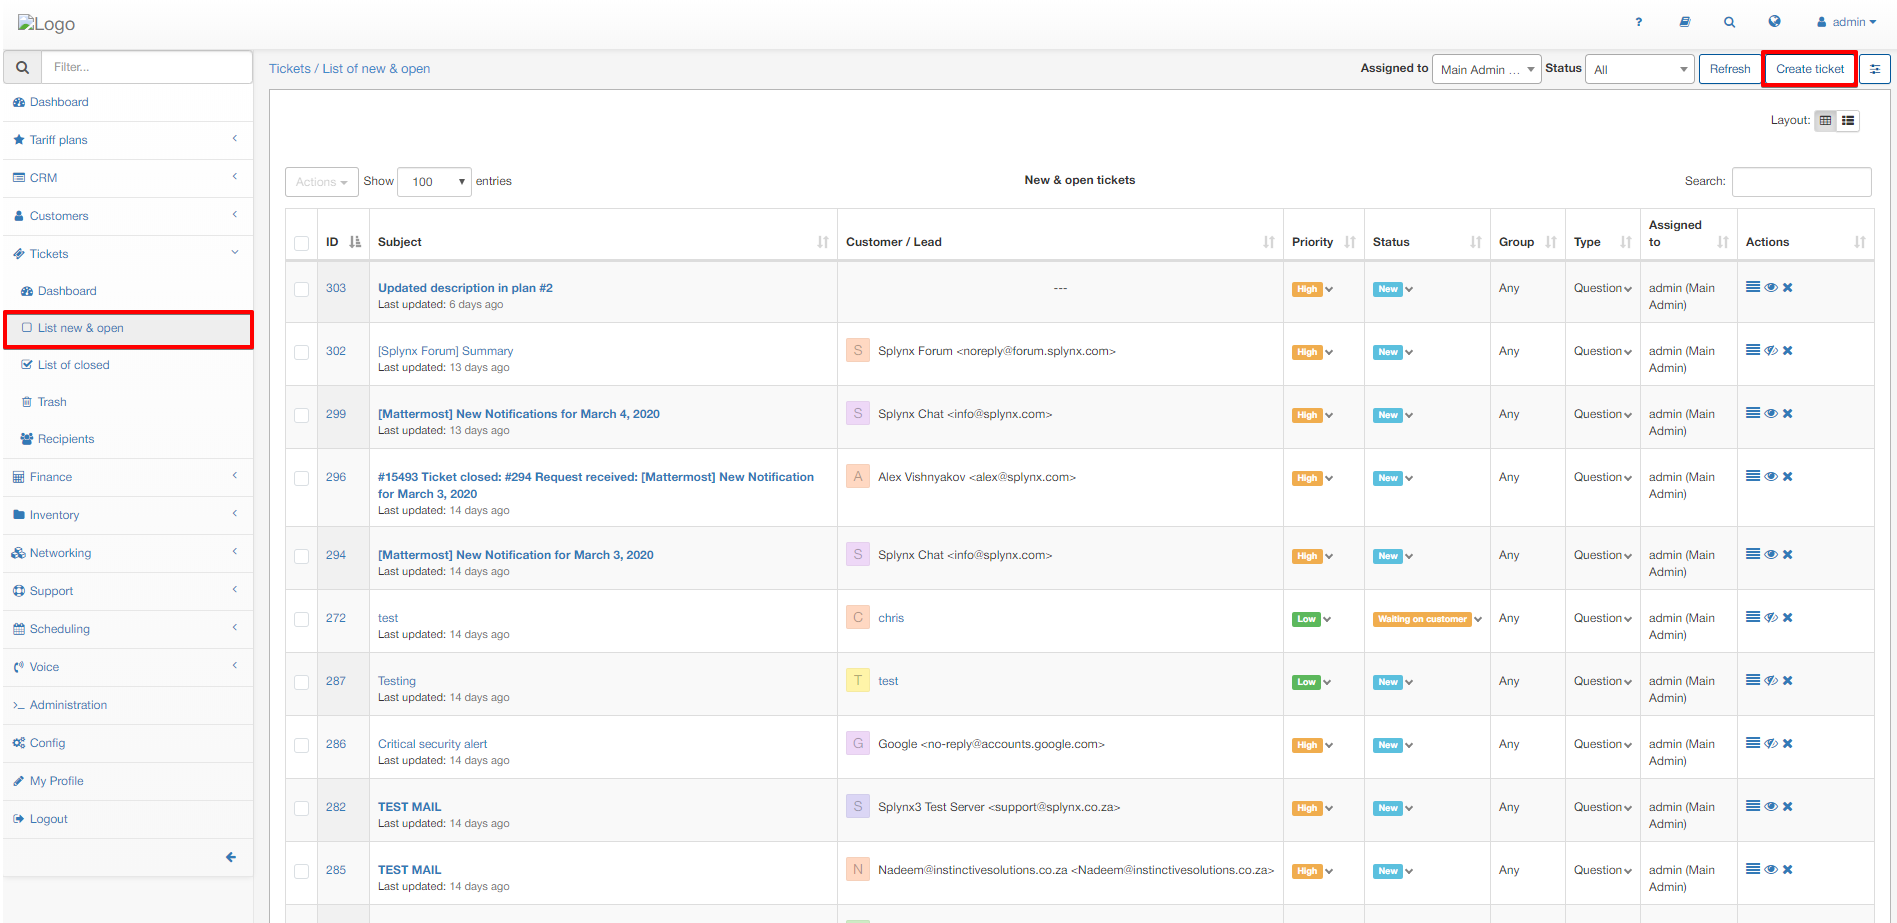 Logo
?
admin
Filter...
Tickets / List of new & open
Assigned to
Main Admin ...
Status
All
Refresh
Create ticket
Dashboard
Tariff plans
CRM
Customers
Tickets
Dashboard
List new & open
List of closed
Trash
Recipients
Finance
Inventory
Networking
Support
Scheduling
Voice
Administration
Config
My Profile
Logout
Layout:
Actions
Show
100
entries
New & open tickets
Search:
ID
Subject
Customer / Lead
Priority
Status
Group
Type
Assigned
to
Actions
303
Updated description in plan #2
Last updated: 6 days ago
---
High
New
Any
Question
admin (Main
Admin)
302
[Splynx Forum] Summary
Last updated: 13 days ago
S
Splynx Forum <noreply@forum.splynx.com>
High
New
Any
Question
admin (Main
Admin)
299
[Mattermost] New Notifications for March 4, 2020
Last updated: 13 days ago
S
Splynx Chat <info@splynx.com>
High
New
Any
Question
admin (Main
Admin)
296
#15493 Ticket closed: #294 Request received: [Mattermost] New Notification
for March 3, 2020
Last updated: 14 days ago
A
Alex Vishnyakov <alex@splynx.com>
High
New
Any
Question
admin (Main
Admin)
294
[Mattermost] New Notification for March 3, 2020
Last updated: 14 days ago
S
Splynx Chat <info@splynx.com>
High
New
Any
Question
admin (Main
Admin)
272
test
Last updated: 14 days ago
C
chris
Low
Waiting on customer
Any
Question
admin (Main
Admin)
287
Testing
Last updated: 14 days ago
T
test
Low
New
Any
Question
admin (Main
Admin)
286
Critical security alert
Last updated: 14 days ago
G
Google <no-reply@accounts.google.com>
High
New
Any
Question
admin (Main
Admin)
282
TEST MAIL
Last updated: 14 days ago
S
Splynx3 Test Server <support@splynx.co.za>
High
New
Any
Question
admin (Main
Admin)
285
TEST MAIL
Last updated: 14 days ago
N
Nadeem@instinctivesolutions.co.za <Nadeem@instinctivesolutions.co.za>
High
New
Any
Question
admin (Main
Admin)